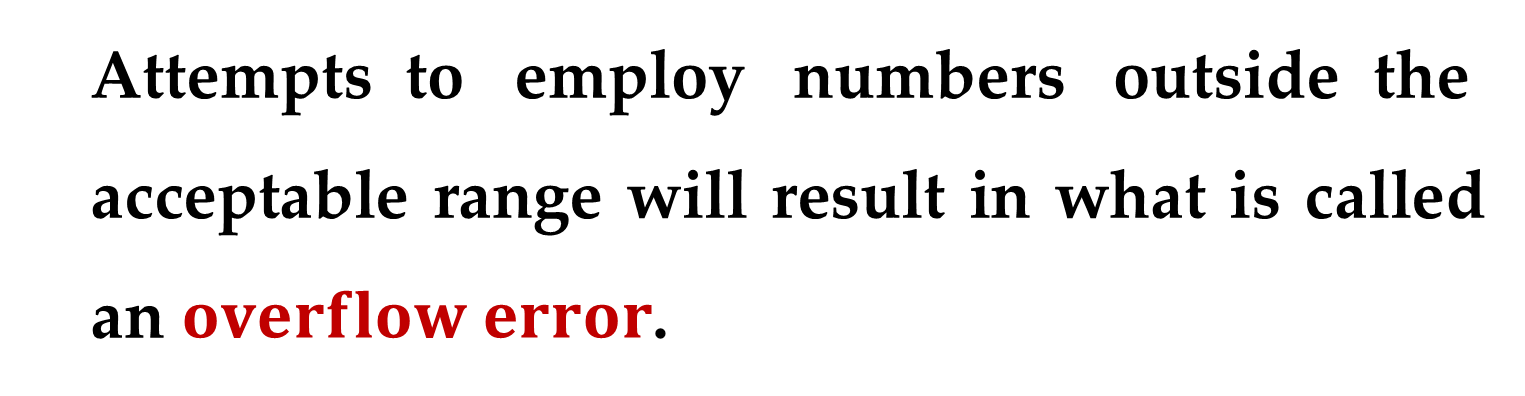 Attempts to employ numbers outside the
acceptable range will result in what is called
an overflow error.